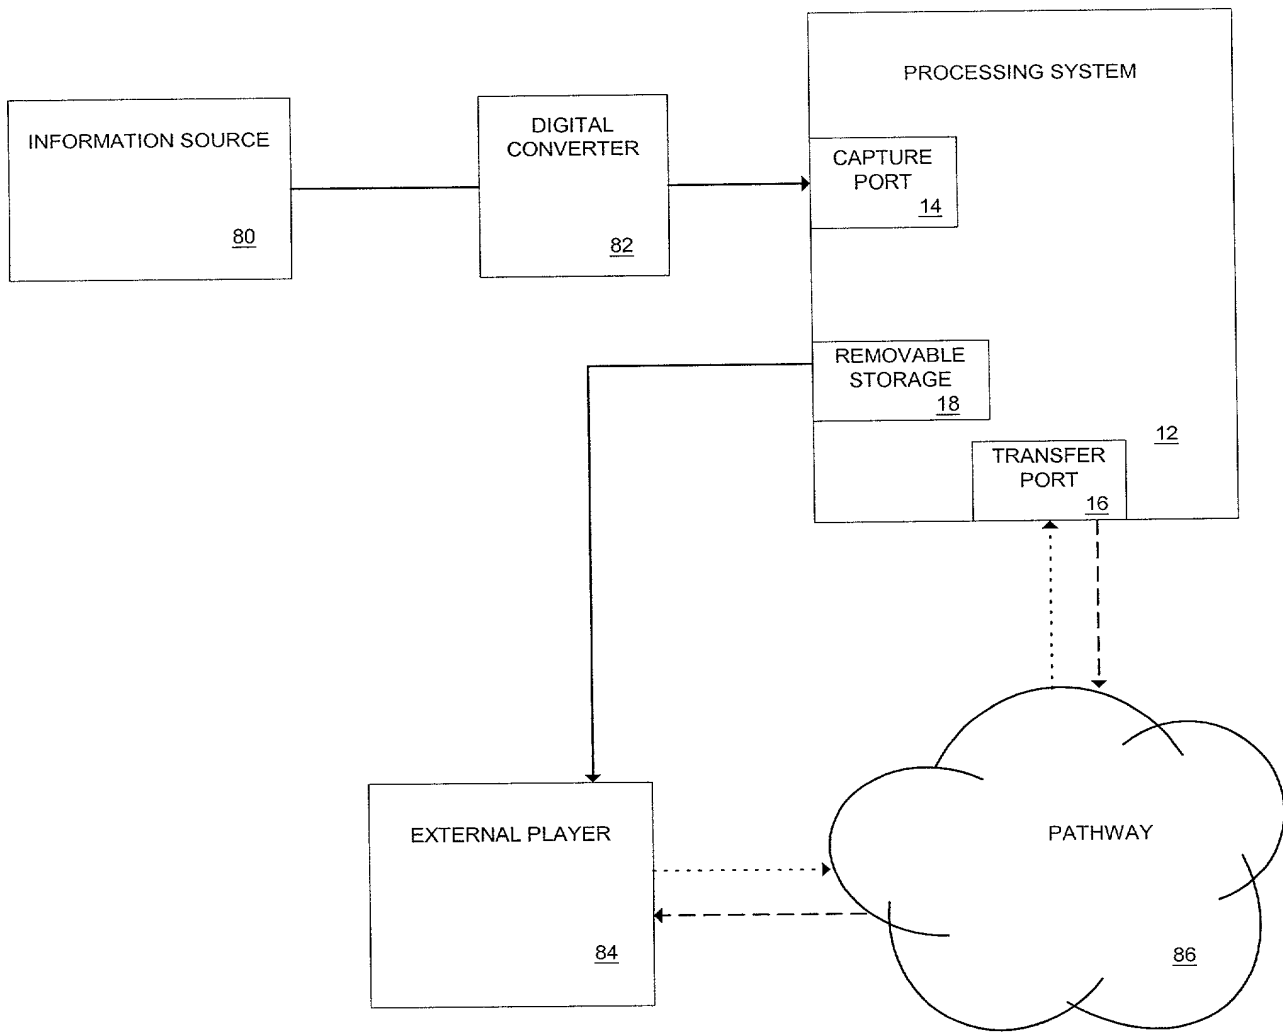 PROCESSING SYSTEM
INFORMATION SOURCE
80
DIGITAL
CONVERTER
82
CAPTURE
PORT
14
REMOVABLE
STORAGE
18
12
TRANSFER
PORT
16
EXTERNAL PLAYER
84
PATHWAY
86